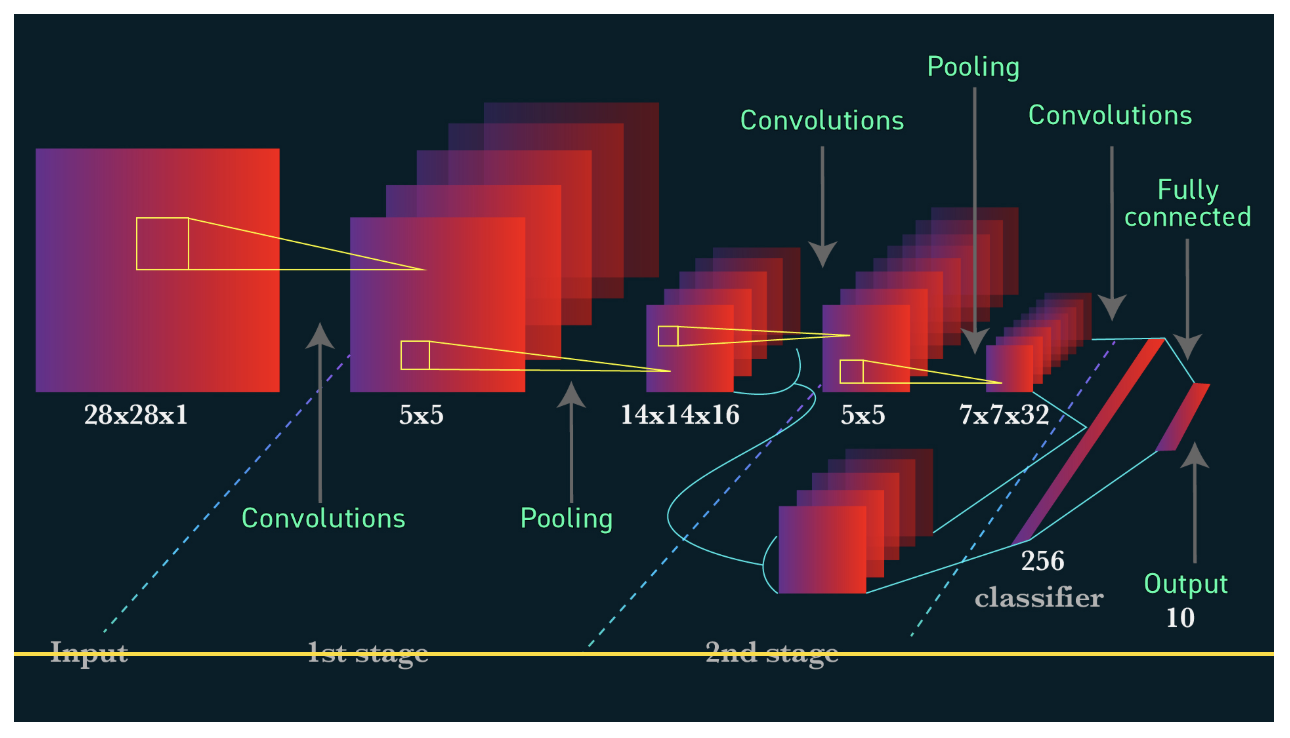 Pooling
Convolutions
Convolutions
Fully
connected
28x28x1
5x5
14x14x16
5x5
7x7x32
Convolutions
Pooling
256
classifier
Output
10
Input
1st stage
2nd stage